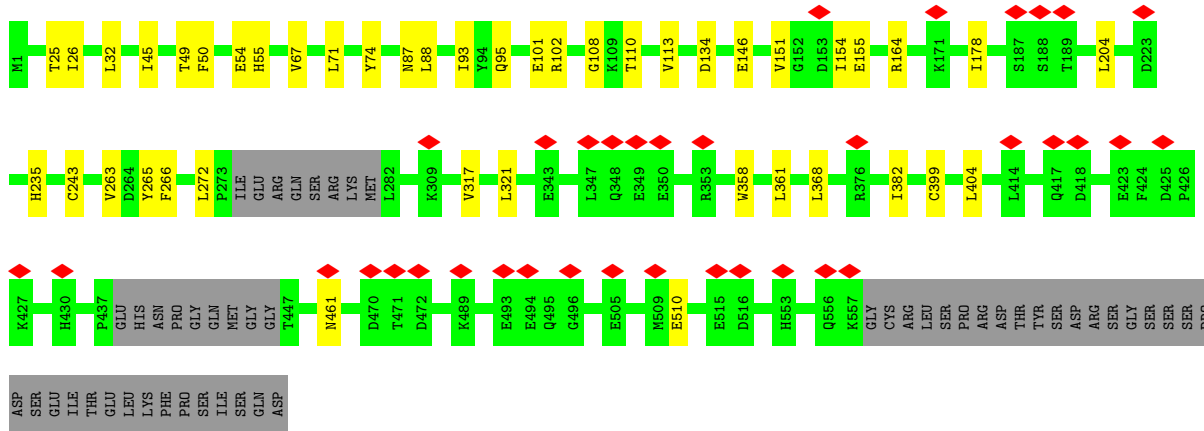 M1 T25 I26 L32 I45 T49 F50 E54 H55 V67 L71 Y74 N87 L88 I93 Y94 Q95 E101 R102 G108 K109 T110 V113 D134 E146 V151 G152 D153 I154 E155 R164 K171 I178 S187 S188 T189 L204 D223
H235 C243 V263 D264 Y265 F266 L272 P273 ILE GLU ARG GLN SER ARG LYS MET L282 K309 V317 L321 E343 L347 Q348 E349 E350 R353 W358 L361 L368 R376 I382 C399 L404 L414 Q417 D418 E423 F424 D425 P426
K427 H430 P437 GLU HIS ASN PRO GLY GLN MET GLY GLY T447 N461 D470 T471 D472 K489 E493 E494 Q495 G496 E505 M509 E510 E515 D516 H553 Q556 K557 GLY CYS ARG LEU SER PRO ARG ASP THR TYR SER ASP ARG SER GLY SER SER SER PRO
ASP SER GLU ILE THR GLU LEU LYS PHE PRO SER ILE SER GLN ASP